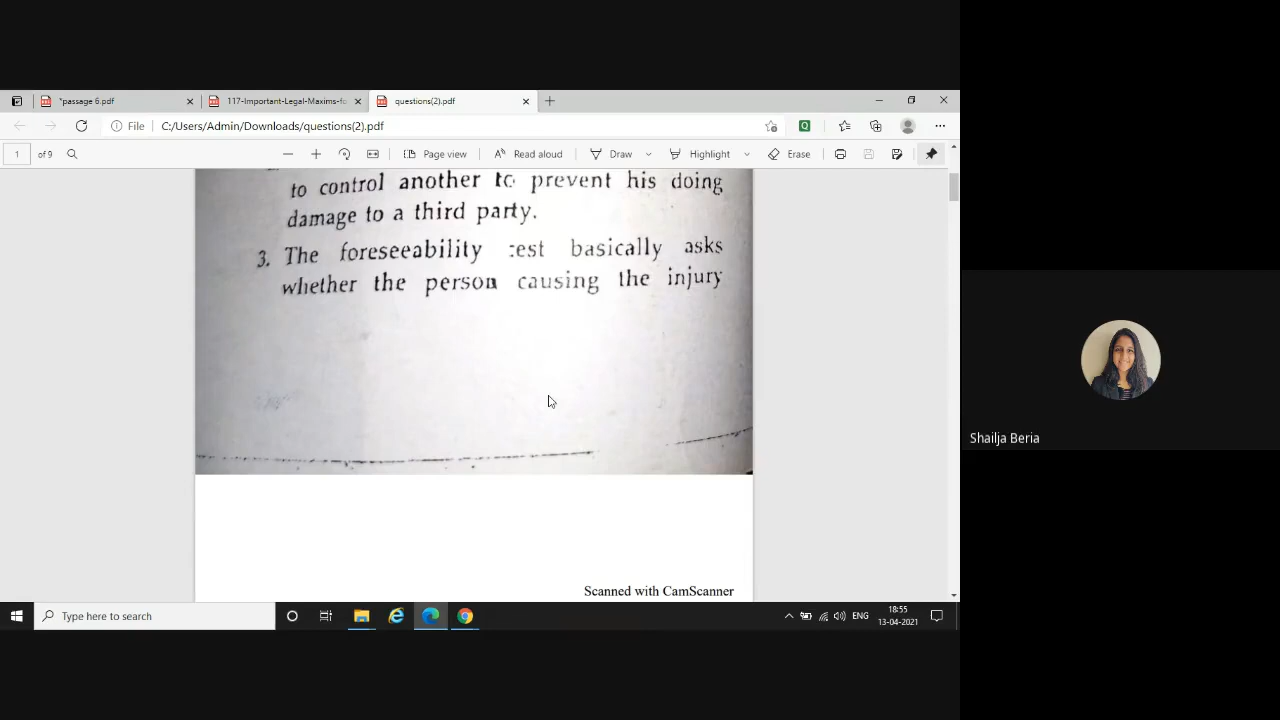 *passage 6.pdf
117-Important-Legal-Maxims-fo
questions(2).pdf
File
C:/Users/Admin/Downloads/questions(2).pdf
1 of 9
Page view
Read aloud
Draw
Highlight
Erase
to control another to prevent his doing
damage to a third party.
3. The foreseeability test basically asks
whether the person causing the injury
Scanned with CamScanner
Shailja Beria
Type here to search
ENG
18:55
13-04-2021